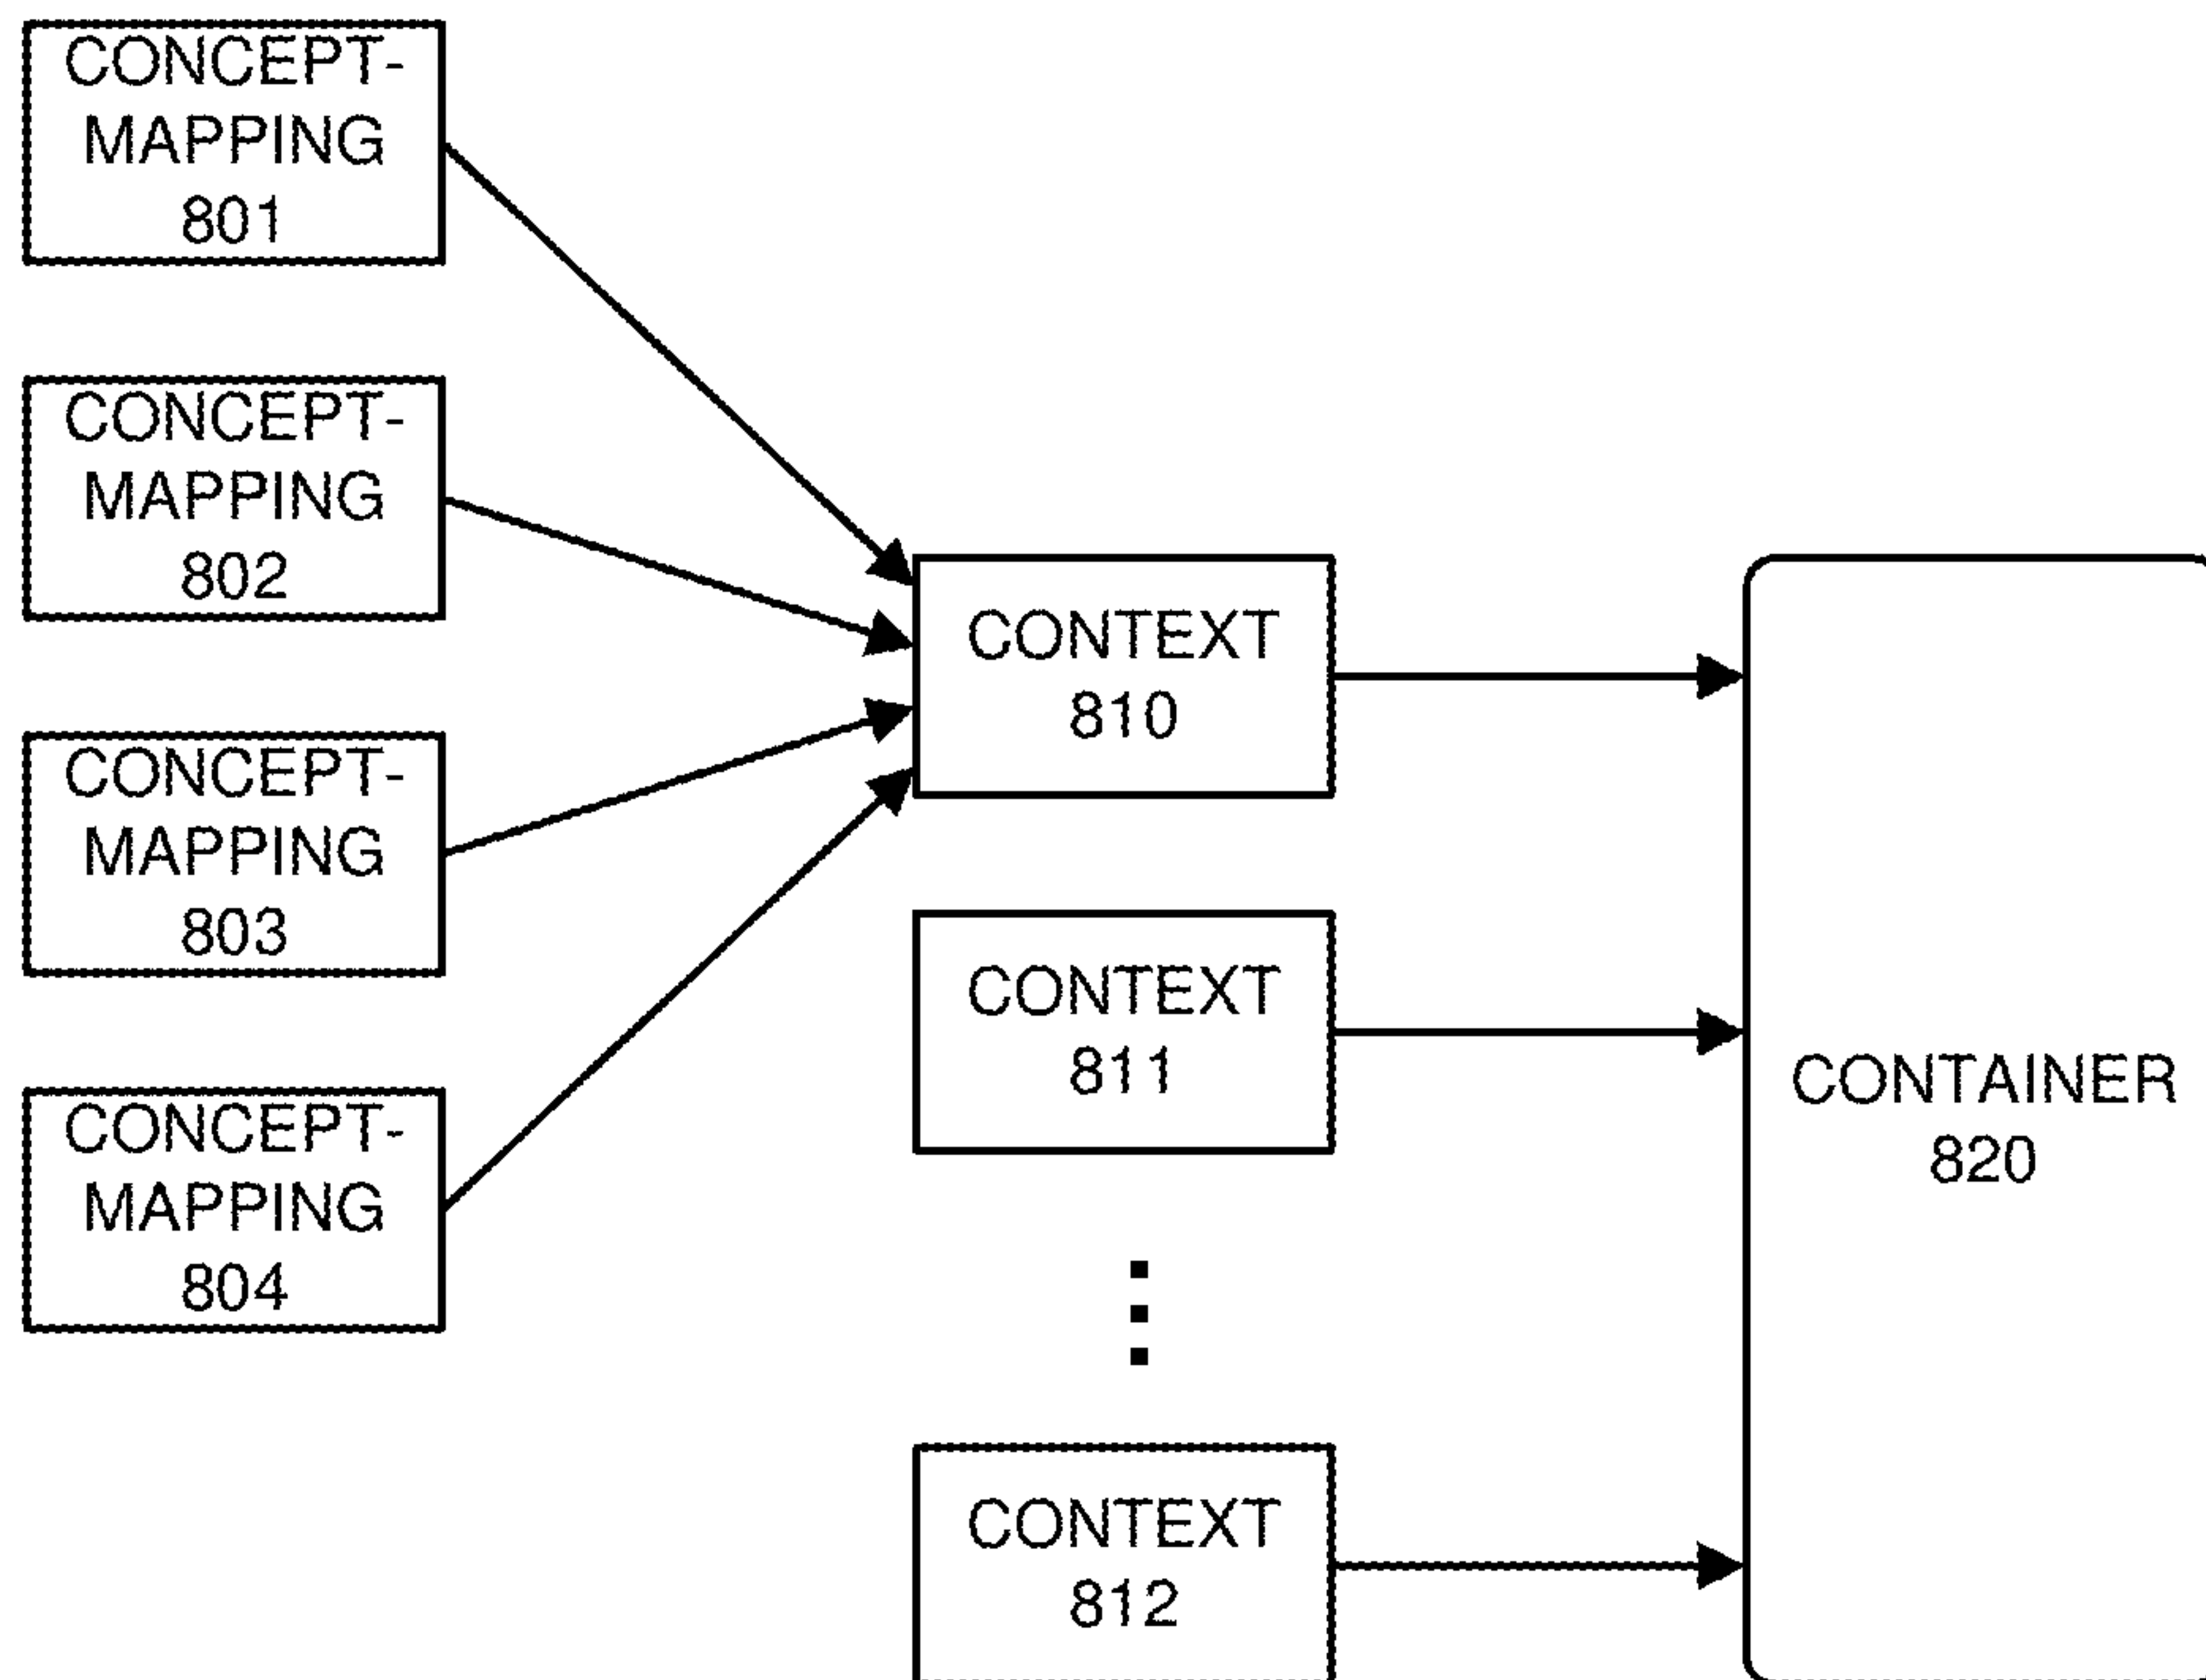 CONCEPT-
MAPPING
801
CONCEPT-
MAPPING
802
CONCEPT-
MAPPING
803
CONCEPT-
MAPPING
804
CONTEXT
810
CONTEXT
811
CONTEXT
812
CONTAINER
820